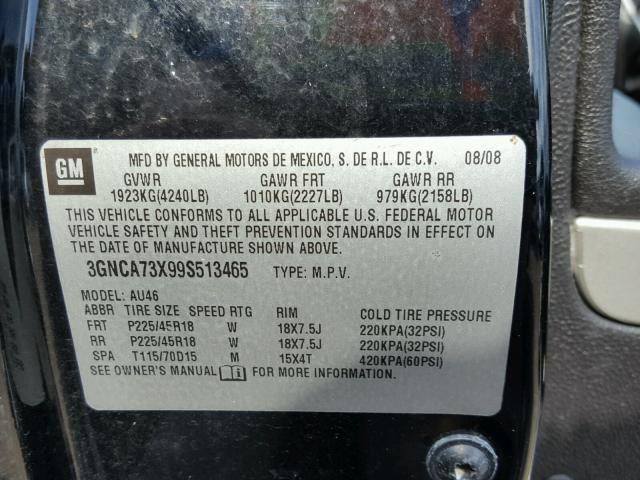 GM MFD BY GENERAL MOTORS DE MEXICO, S. DE R.L. DE C.V. 08/08
GVWR GAWR FRT GAWR RR
1923KG(4240LB) 1010KG(2227LB) 979KG(2158LB)
THIS VEHICLE CONFORMS TO ALL APPLICABLE U.S. FEDERAL MOTOR
VEHICLE SAFETY AND THEFT PREVENTION STANDARDS IN EFFECT ON
THE DATE OF MANUFACTURE SHOWN ABOVE.
3GNCA73X99S513465 TYPE: M.P.V.
MODEL: AU46
ABBR TIRE SIZE SPEED RTG RIM COLD TIRE PRESSURE
FRT P225/45R18 W 18X7.5J 220KPA(32PSI)
RR P225/45R18 W 18X7.5J 220KPA(32PSI)
SPA T115/70D15 M 15X4T 420KPA(60PSI)
SEE OWNER'S MANUAL FOR MORE INFORMATION.